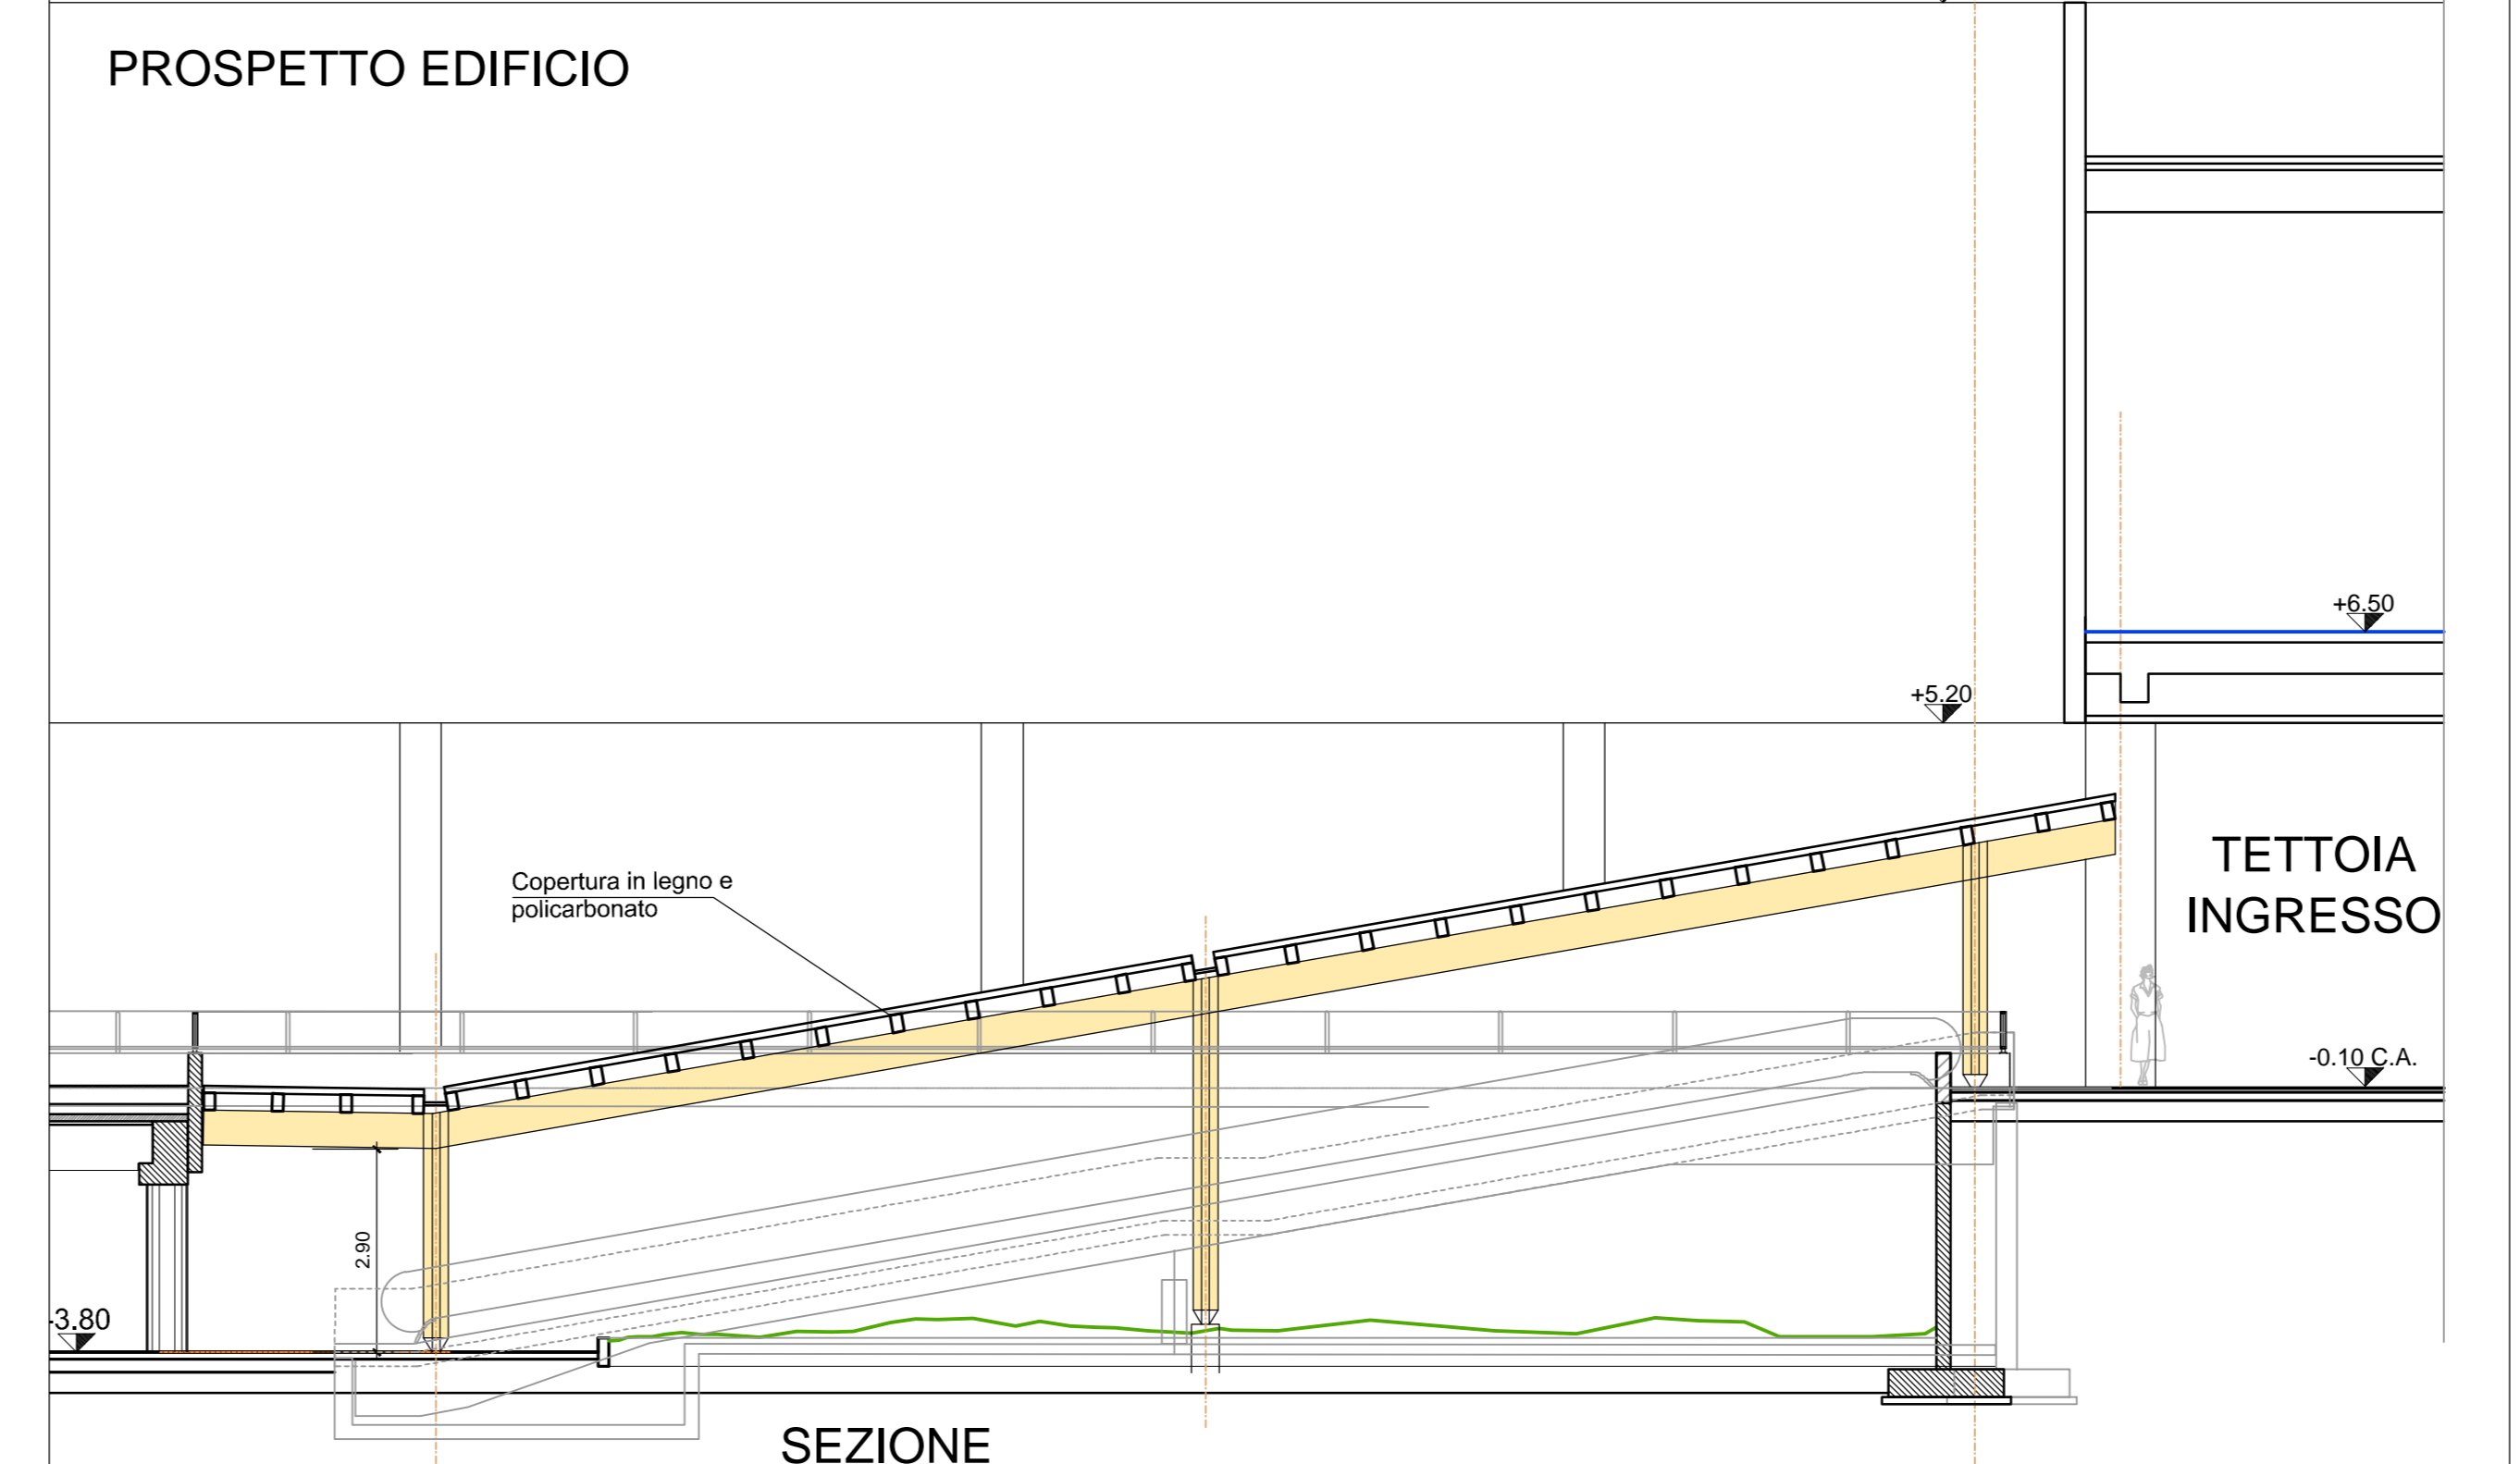 PROSPETTO EDIFICIO
+6.50
+5.20
Copertura in legno e
policarbonato
TETTOIA
INGRESSO
-0.10 C.A.
2.90
-3.80
SEZIONE